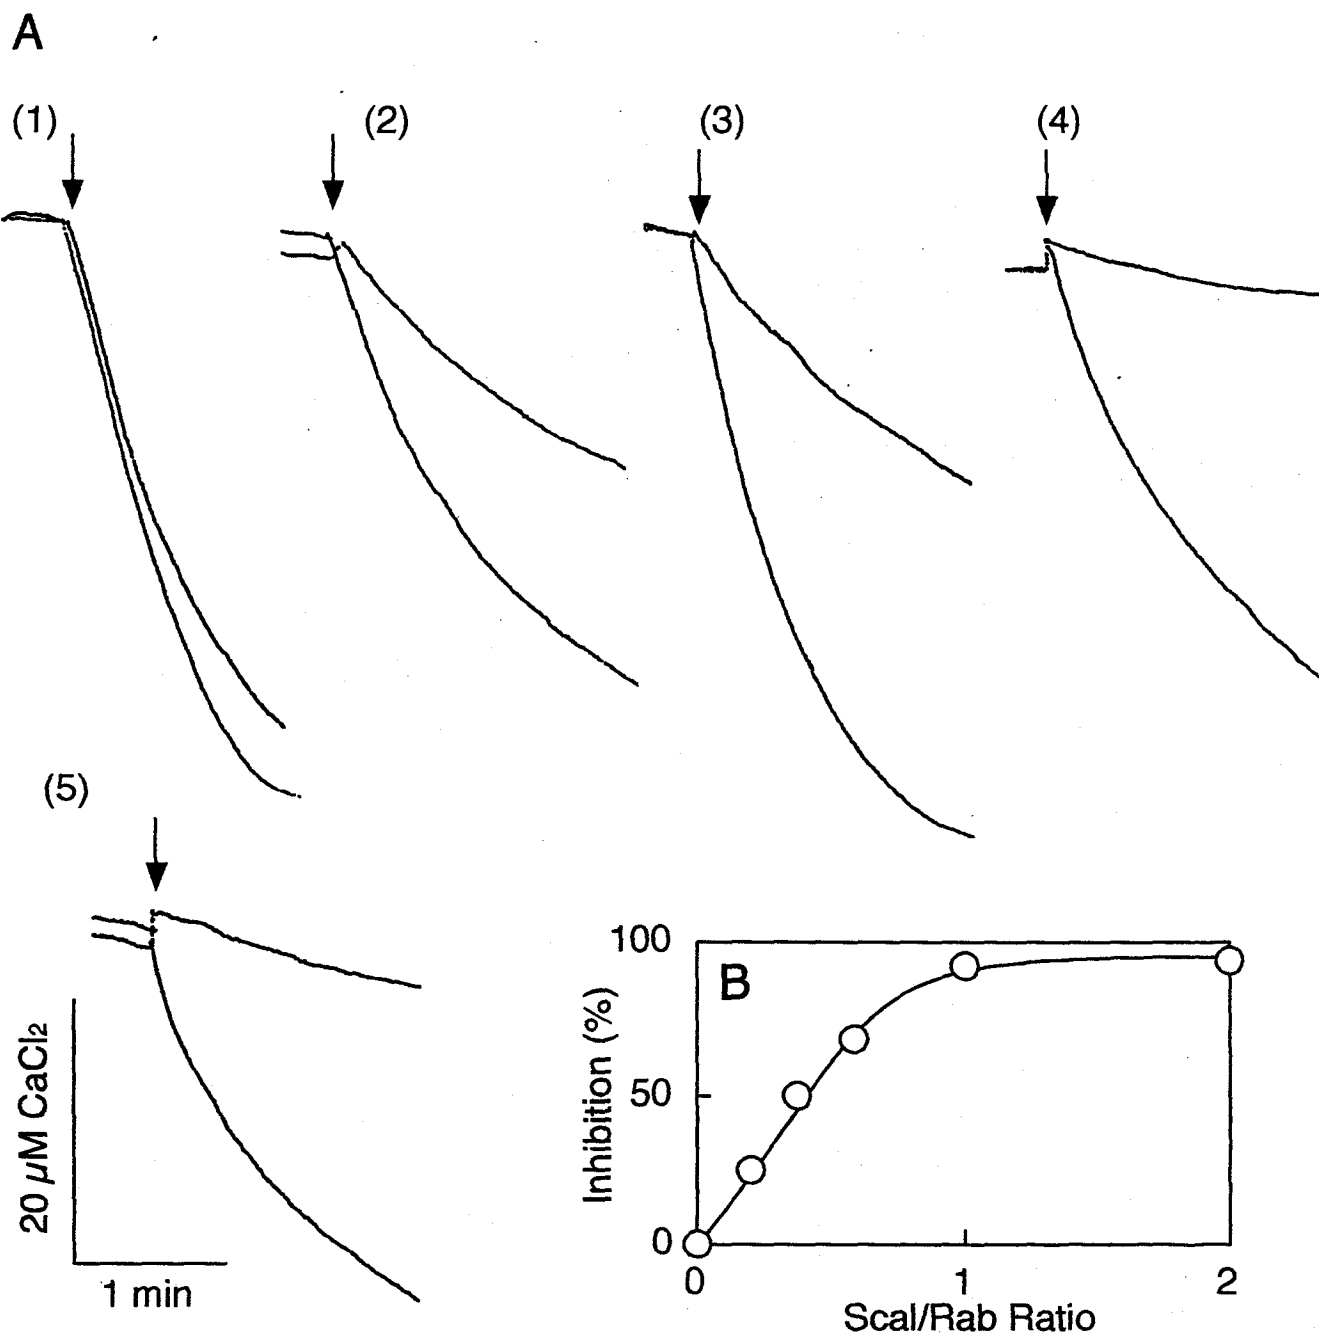 A
(1)
(2)
(3)
(4)
(5)
20 µM CaCl2
1 min
B
Inhibition (%)
100
50
0
0
1
2
Scal/Rab Ratio